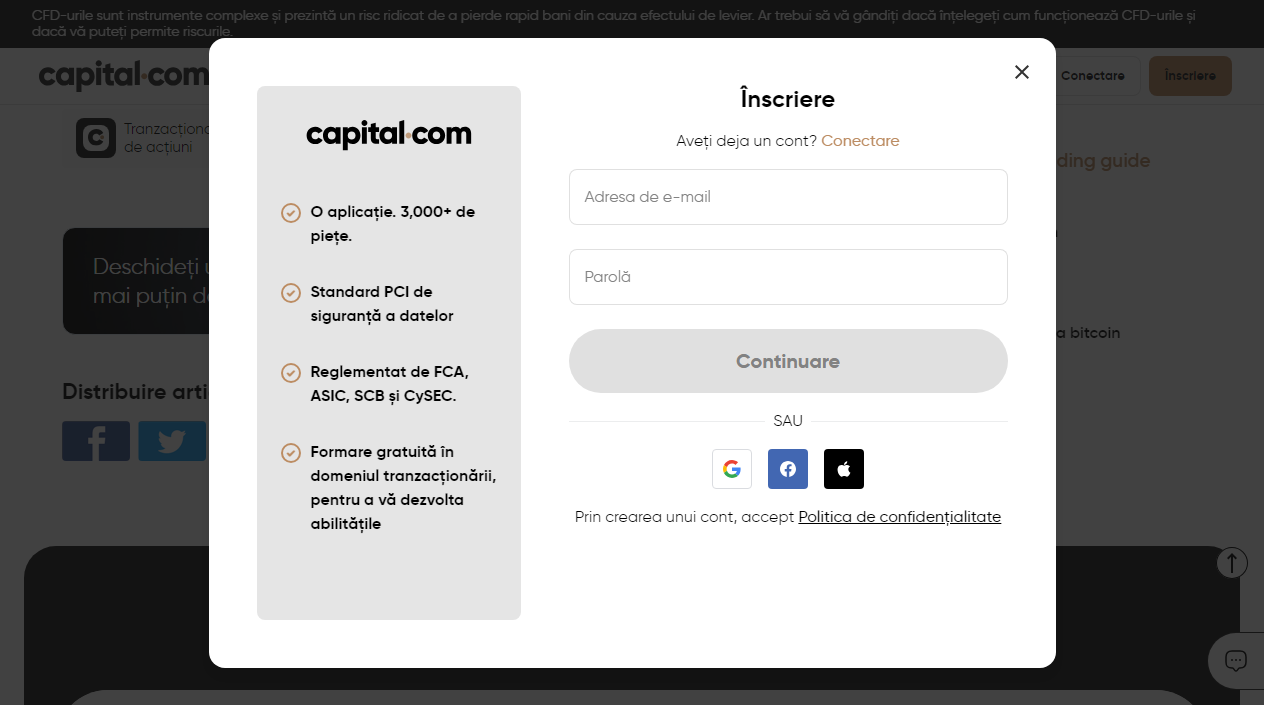 CFD-urile sunt instrumente complexe și prezintă un risc ridicat de a pierde rapid bani din cauza efectului de levier. Ar trebui să vă gândiți dacă înțelegeți cum funcționează CFD-urile și
dacă vă puteți permite riscurile.
capital.com
Conectare
Înscriere
Tranzacționa
de acțiuni
ding guide
Deschideți
mai puțin de
a bitcoin
Distribuire arti
capital.com
O aplicație. 3,000+ de
piețe.
Standard PCI de
siguranță a datelor
Reglementat de FCA,
ASIC, SCB și CySEC.
Formare gratuită în
domeniul tranzacționării,
pentru a vă dezvolta
abilitățile
Înscriere
Aveți deja un cont? Conectare
Adresa de e-mail
Parolă
Continuare
SAU
Prin crearea unui cont, accept Politica de confidențialitate